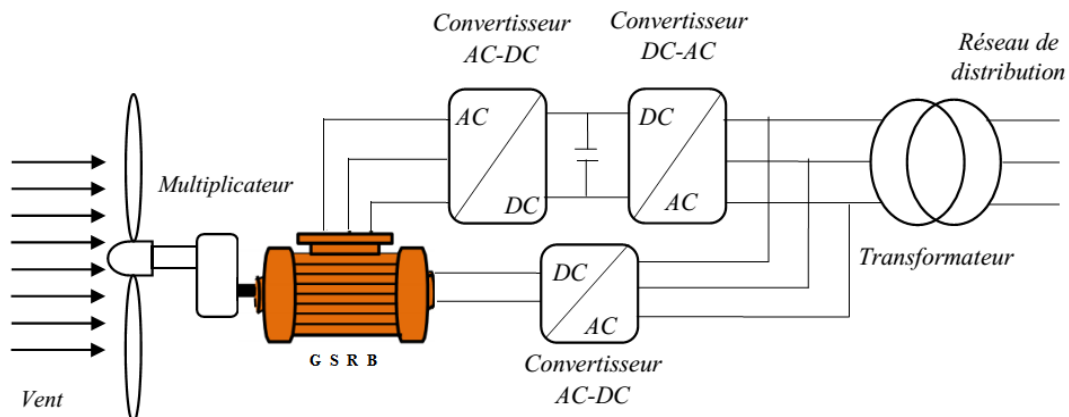 Convertisseur
AC-DC
Convertisseur
DC-AC
Réseau de
distribution
AC
DC
DC
AC
Multiplicateur
Transformateur
DC
AC
G S R B
Convertisseur
AC-DC
Vent